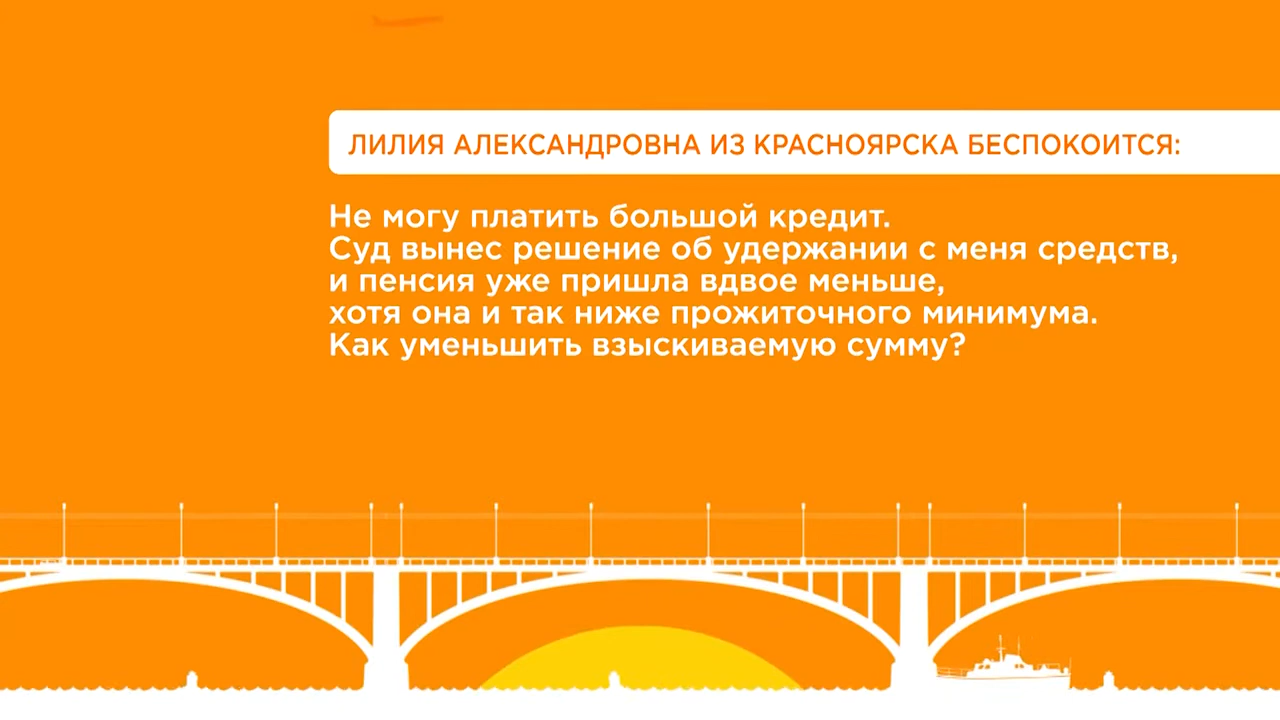 ЛИЛИЯ АЛЕКСАНДРОВНА ИЗ КРАСНОЯРСКА БЕСПОКОИТСЯ:
Не могу платить большой кредит.
Суд вынес решение об удержании с меня средств,
и пенсия уже пришла вдвое меньше,
хотя она и так ниже прожиточного минимума.
Как уменьшить взыскиваемую сумму?